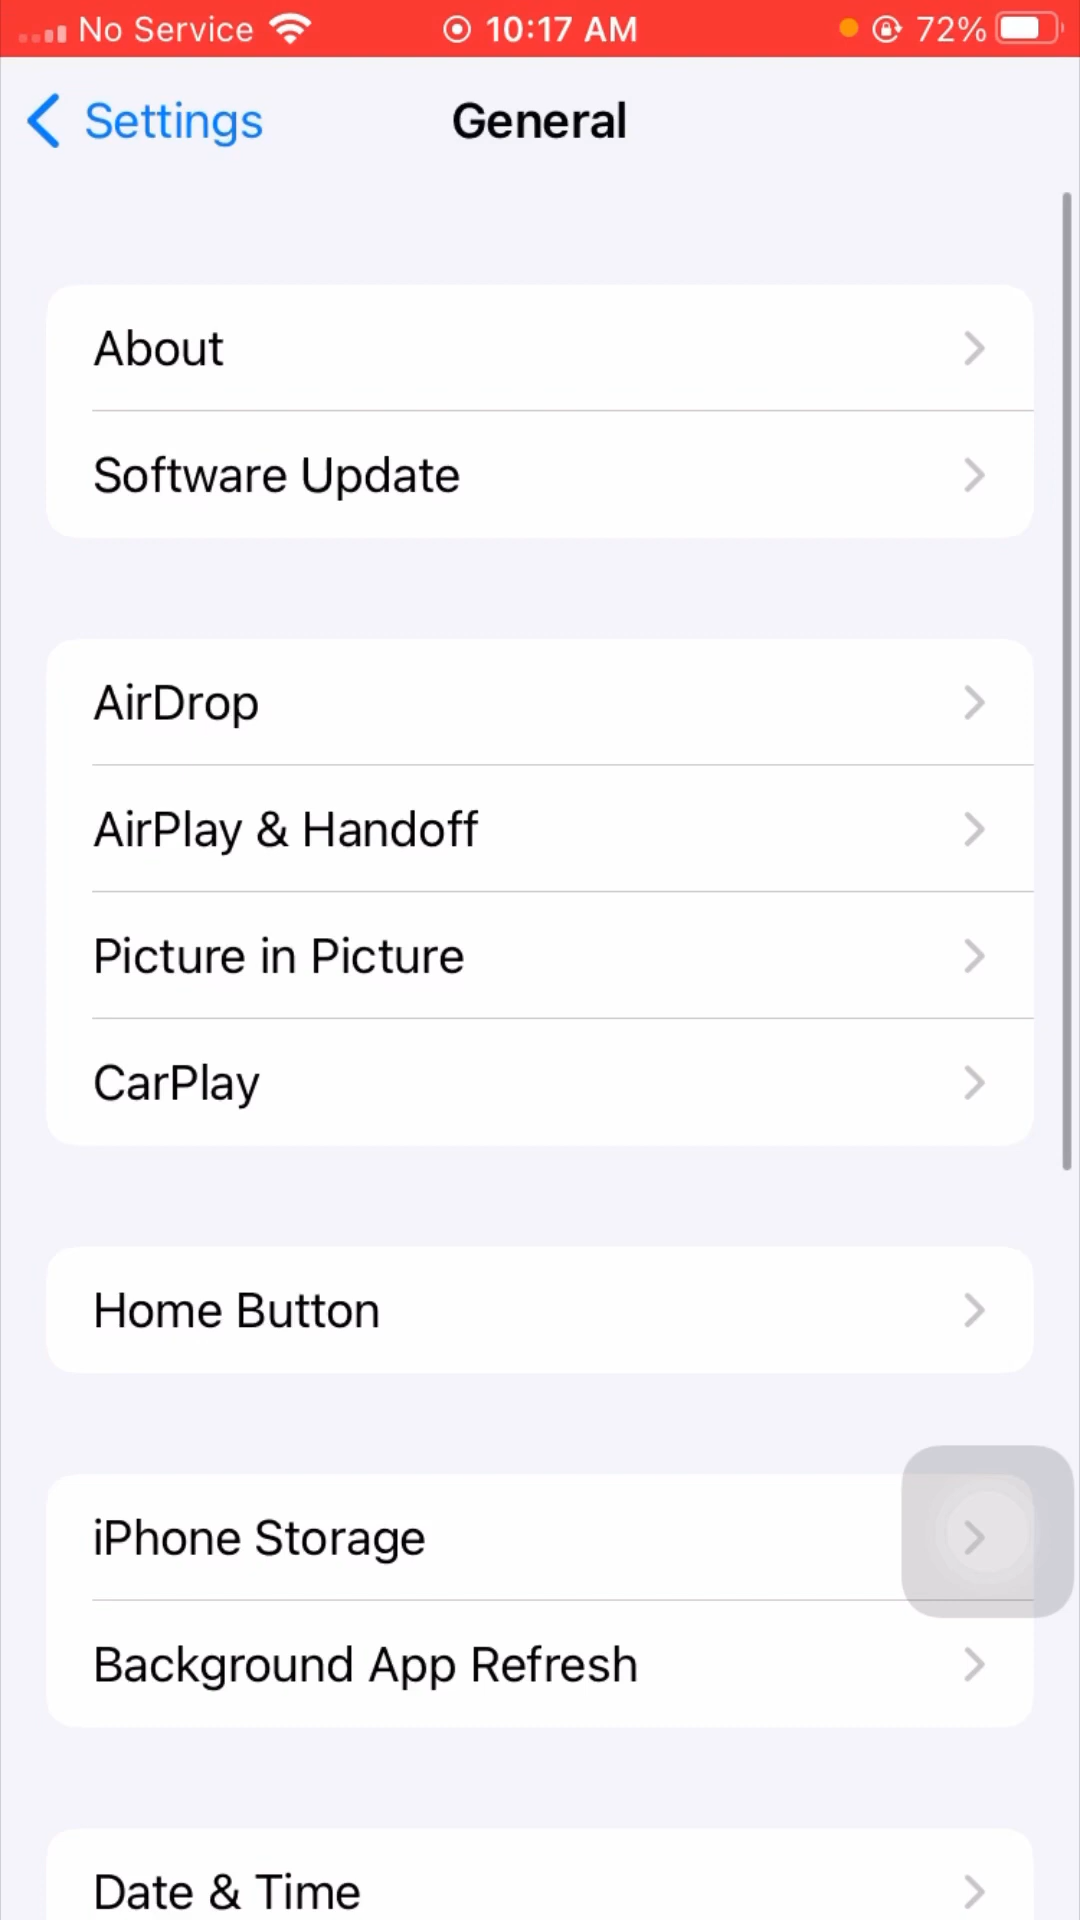 No Service 10:17 AM 72%
Settings General
About
Software Update
AirDrop
AirPlay & Handoff
Picture in Picture
CarPlay
Home Button
iPhone Storage
Background App Refresh
Date & Time